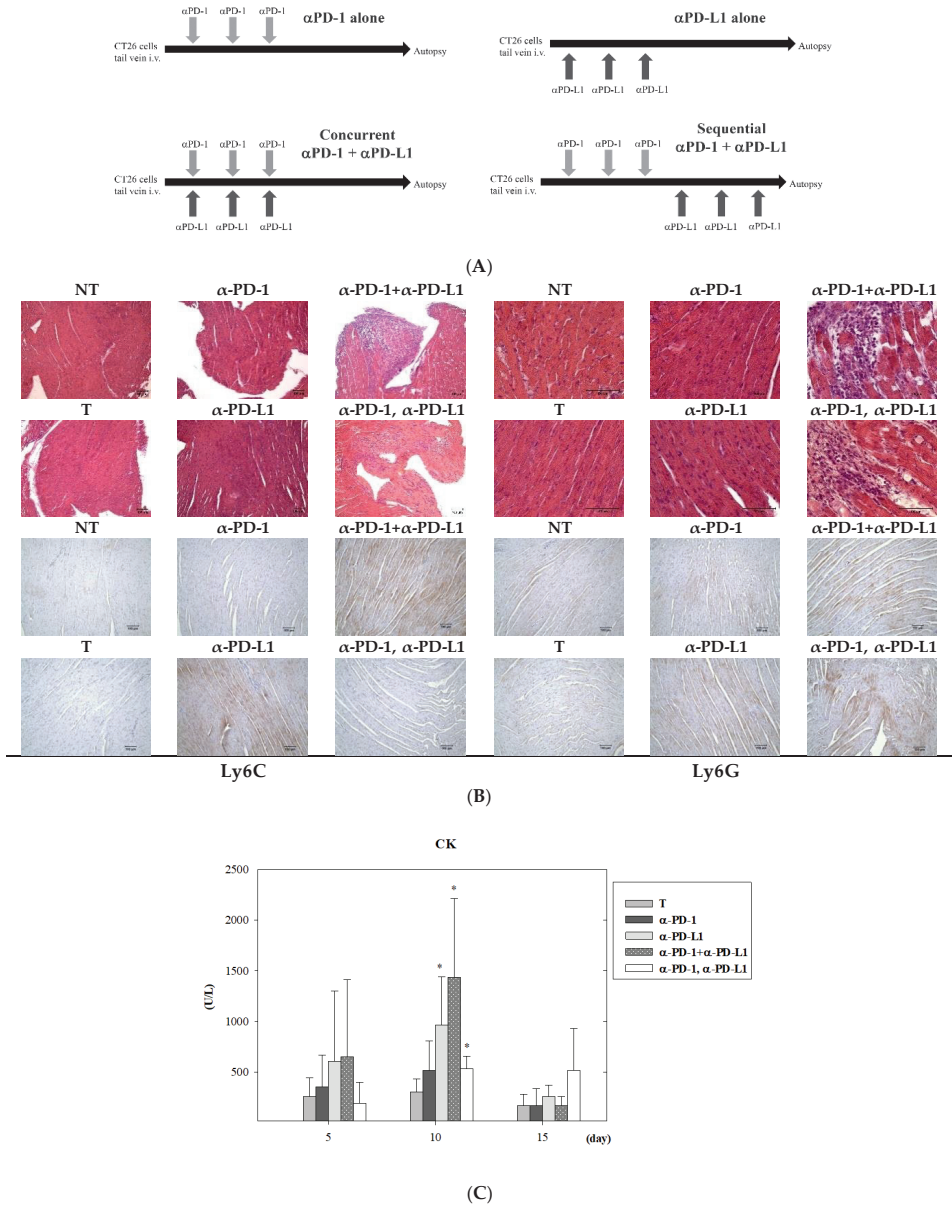 αPD-1 αPD-1 αPD-1
αPD-1 alone
CT26 cells
tail vein i.v.
Autopsy
αPD-L1 alone
CT26 cells
tail vein i.v.
Autopsy
αPD-L1 αPD-L1 αPD-L1
Concurrent
αPD-1 + αPD-L1
αPD-1 αPD-1 αPD-1
CT26 cells
tail vein i.v.
Autopsy
αPD-L1 αPD-L1 αPD-L1
Sequential
αPD-1 + αPD-L1
αPD-1 αPD-1 αPD-1
CT26 cells
tail vein i.v.
Autopsy
αPD-L1 αPD-L1 αPD-L1
(A)
NT α-PD-1 α-PD-1+α-PD-L1 NT α-PD-1 α-PD-1+α-PD-L1
T α-PD-L1 α-PD-1, α-PD-L1 T α-PD-L1 α-PD-1, α-PD-L1
NT α-PD-1 α-PD-1+α-PD-L1 NT α-PD-1 α-PD-1+α-PD-L1
T α-PD-L1 α-PD-1, α-PD-L1 T α-PD-L1 α-PD-1, α-PD-L1
Ly6C Ly6G
(B)
CK
2500
2000
1500
1000
500
(U/L)
* * *
5 10 15 (day)
T
α-PD-1
α-PD-L1
α-PD-1+α-PD-L1
α-PD-1, α-PD-L1
(C)